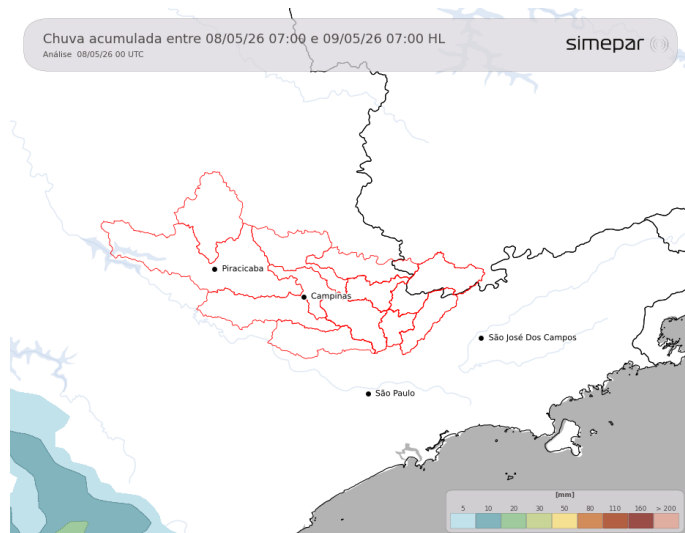 Chuva acumulada entre 08/05/26 07:00 e 09/05/26 07:00 HL
Análise 08/05/26 00 UTC
simepar
Piracicaba
Campinas
São José Dos Campos
São Paulo
[mm]
5 10 20 30 50 80 110 160 > 200